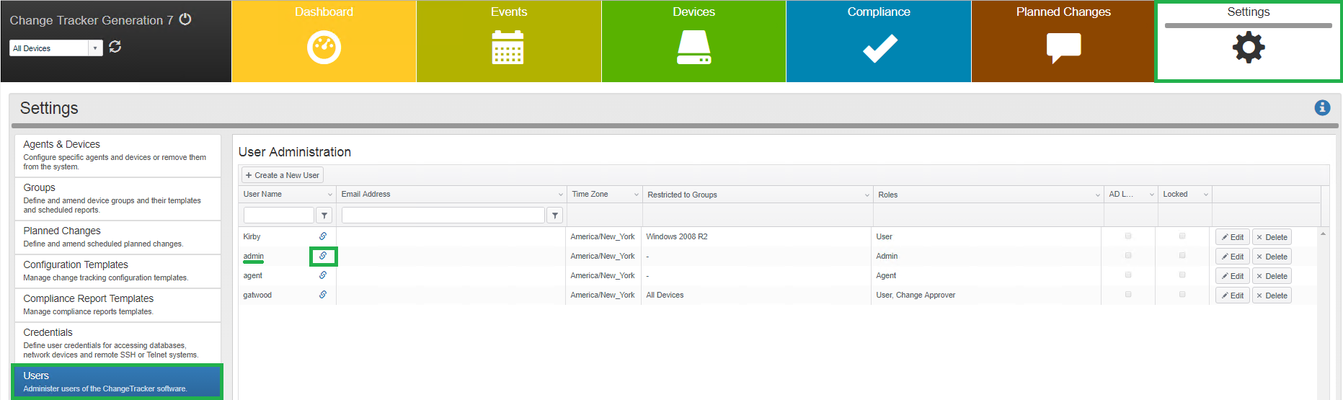 Change Tracker Generation 7
All Devices
Dashboard
Events
Devices
Compliance
Planned Changes
Settings
Settings
Agents & Devices
Configure specific agents and devices or remove them
from the system.
Groups
Define and amend device groups and their templates
and scheduled reports.
Planned Changes
Define and amend scheduled planned changes.
Configuration Templates
Manage change tracking configuration templates.
Compliance Report Templates
Manage compliance reports templates.
Credentials
Define user credentials for accessing databases,
network devices and remote SSH or Telnet systems.
Users
Administer users of the ChangeTracker software.
User Administration
+ Create a New User
User Name Email Address Time Zone Restricted to Groups Roles AD L... Locked
Kirby America/New_York Windows 2008 R2 User Edit × Delete
admin America/New_York - Admin Edit × Delete
agent America/New_York - Agent Edit × Delete
gatwood America/New_York All Devices User, Change Approver Edit × Delete